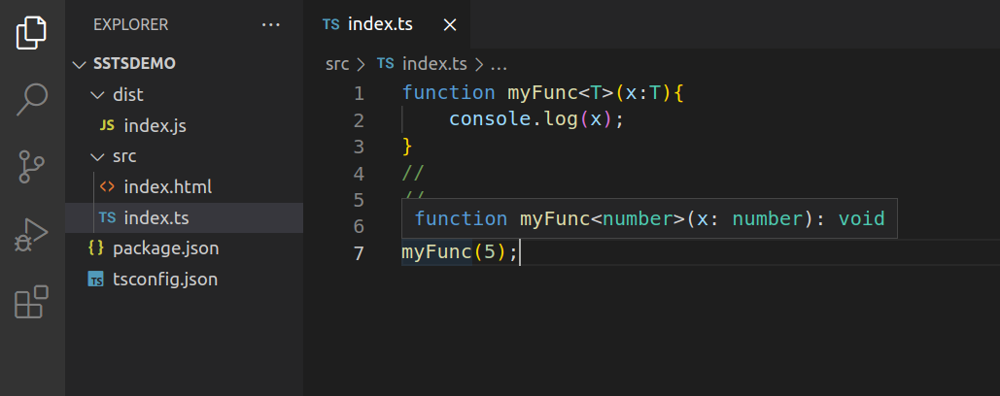 EXPLORER ...
SSTSDEMO
dist
JS index.js
src
<> index.html
TS index.ts
{} package.json
TS tsconfig.json
TS index.ts ×
src > TS index.ts > ...
1 function myFunc<T>(x:T){
2 console.log(x);
3 }
4 //
5 //
6
function myFunc<number>(x: number): void
7 myFunc(5);